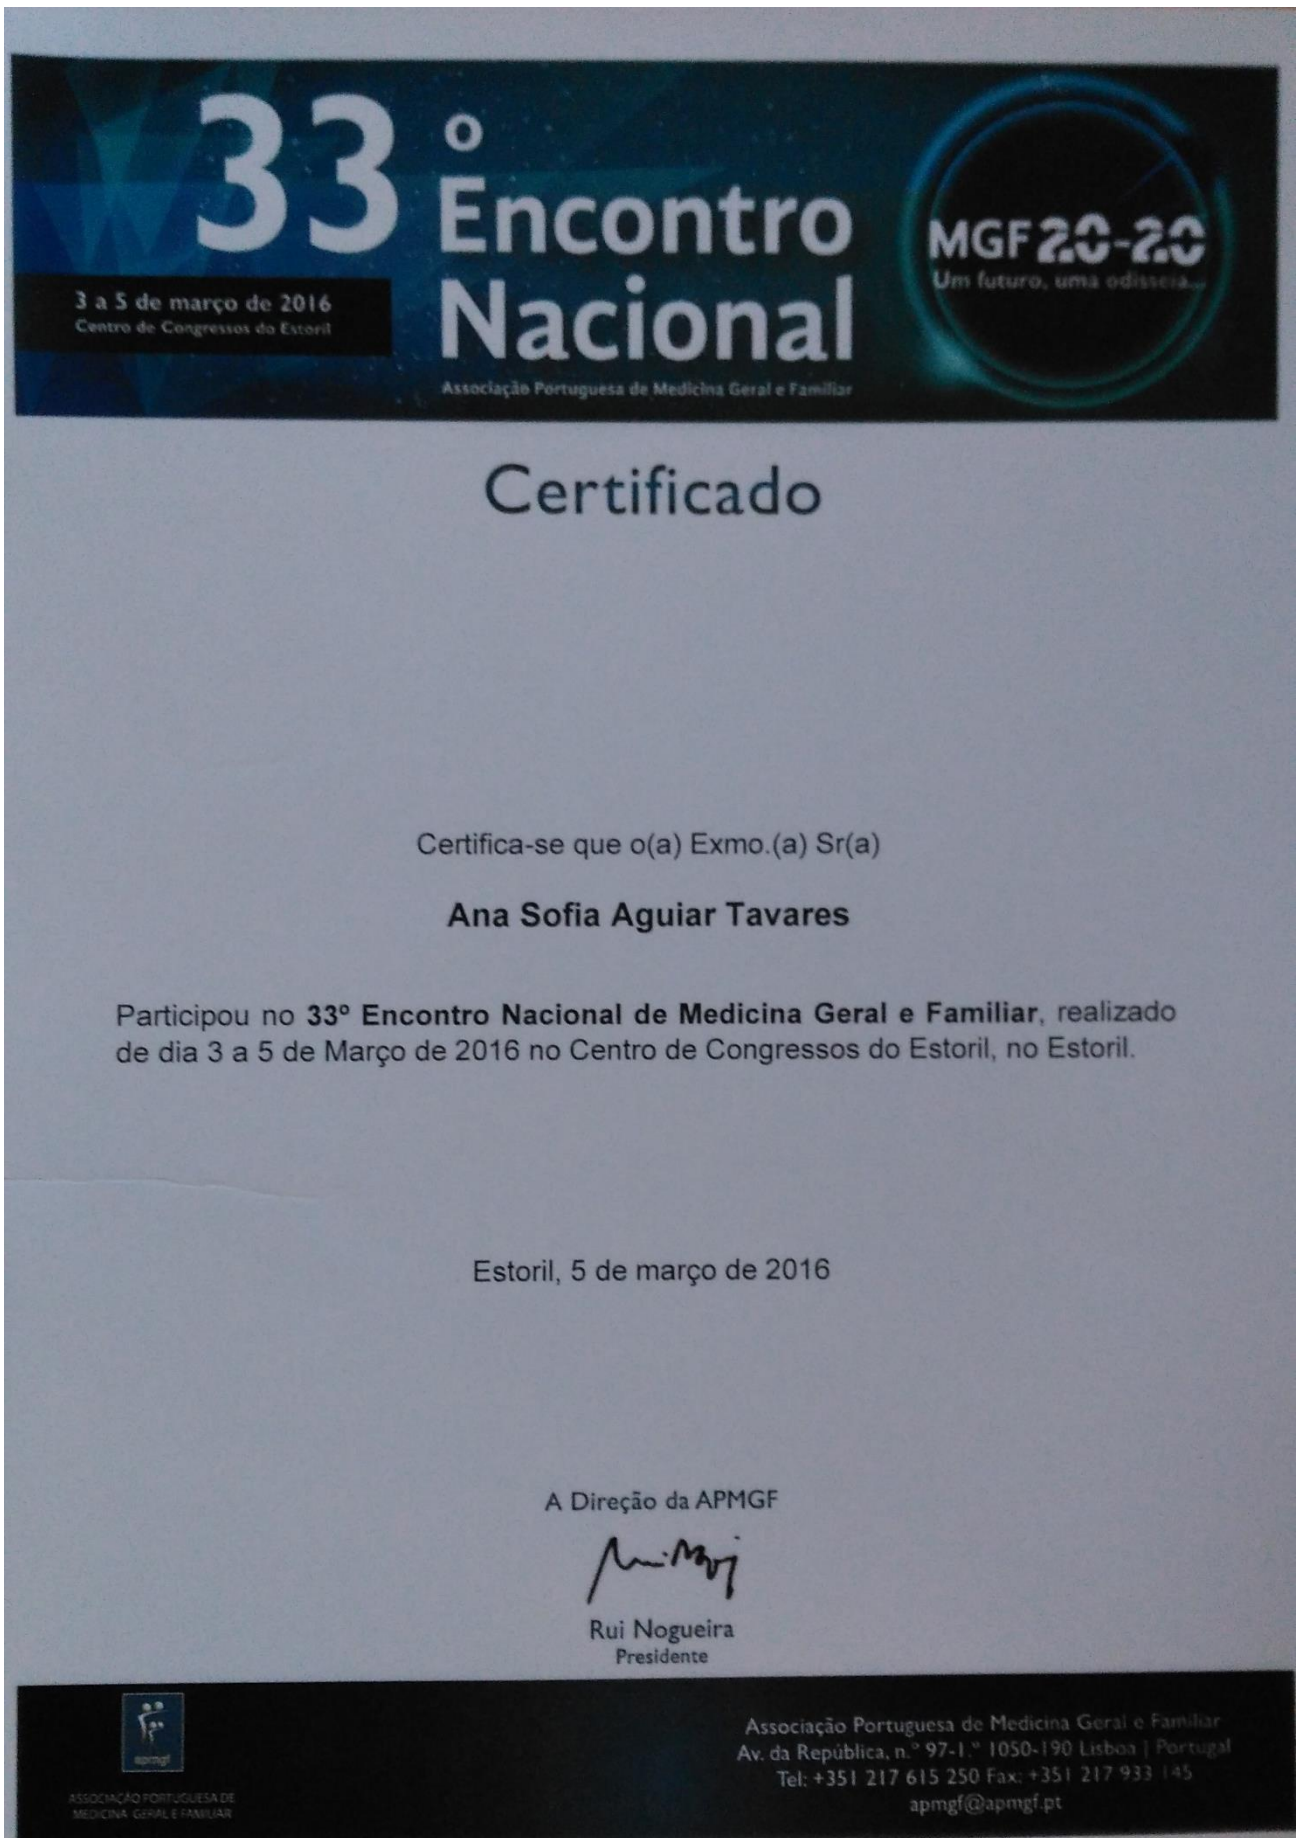 33º
Encontro
Nacional
Associação Portuguesa de Medicina Geral e Familiar
3 a 5 de março de 2016
Centro de Congressos do Estoril
MGF 20-20
Um futuro, uma odisseia...
Certificado
Certifica-se que o(a) Exmo.(a) Sr(a)
Ana Sofia Aguiar Tavares
Participou no 33º Encontro Nacional de Medicina Geral e Familiar, realizado
de dia 3 a 5 de Março de 2016 no Centro de Congressos do Estoril, no Estoril.
Estoril, 5 de março de 2016
A Direção da APMGF
Rui Nogueira
Presidente
apmgf
ASSOCIAÇÃO PORTUGUESA DE
MEDICINA GERAL E FAMILIAR
Associação Portuguesa de Medicina Geral e Familiar
Av. da República, n.º 97-1.º 1050-190 Lisboa | Portugal
Tel: +351 217 615 250 Fax: +351 217 933 145
apmgf@apmgf.pt